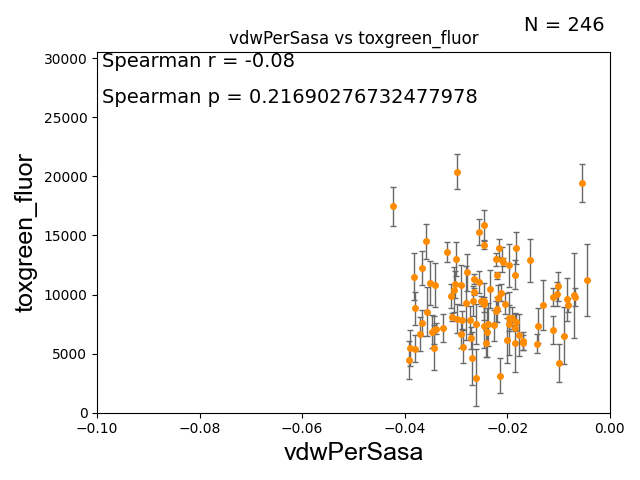 N = 246
vdwPerSasa vs toxgreen_fluor
Spearman r = -0.08
Spearman p = 0.21690276732477978
30000
25000
20000
15000
10000
5000
0
toxgreen_fluor
−0.10 −0.08 −0.06 −0.04 −0.02 0.00
vdwPerSasa